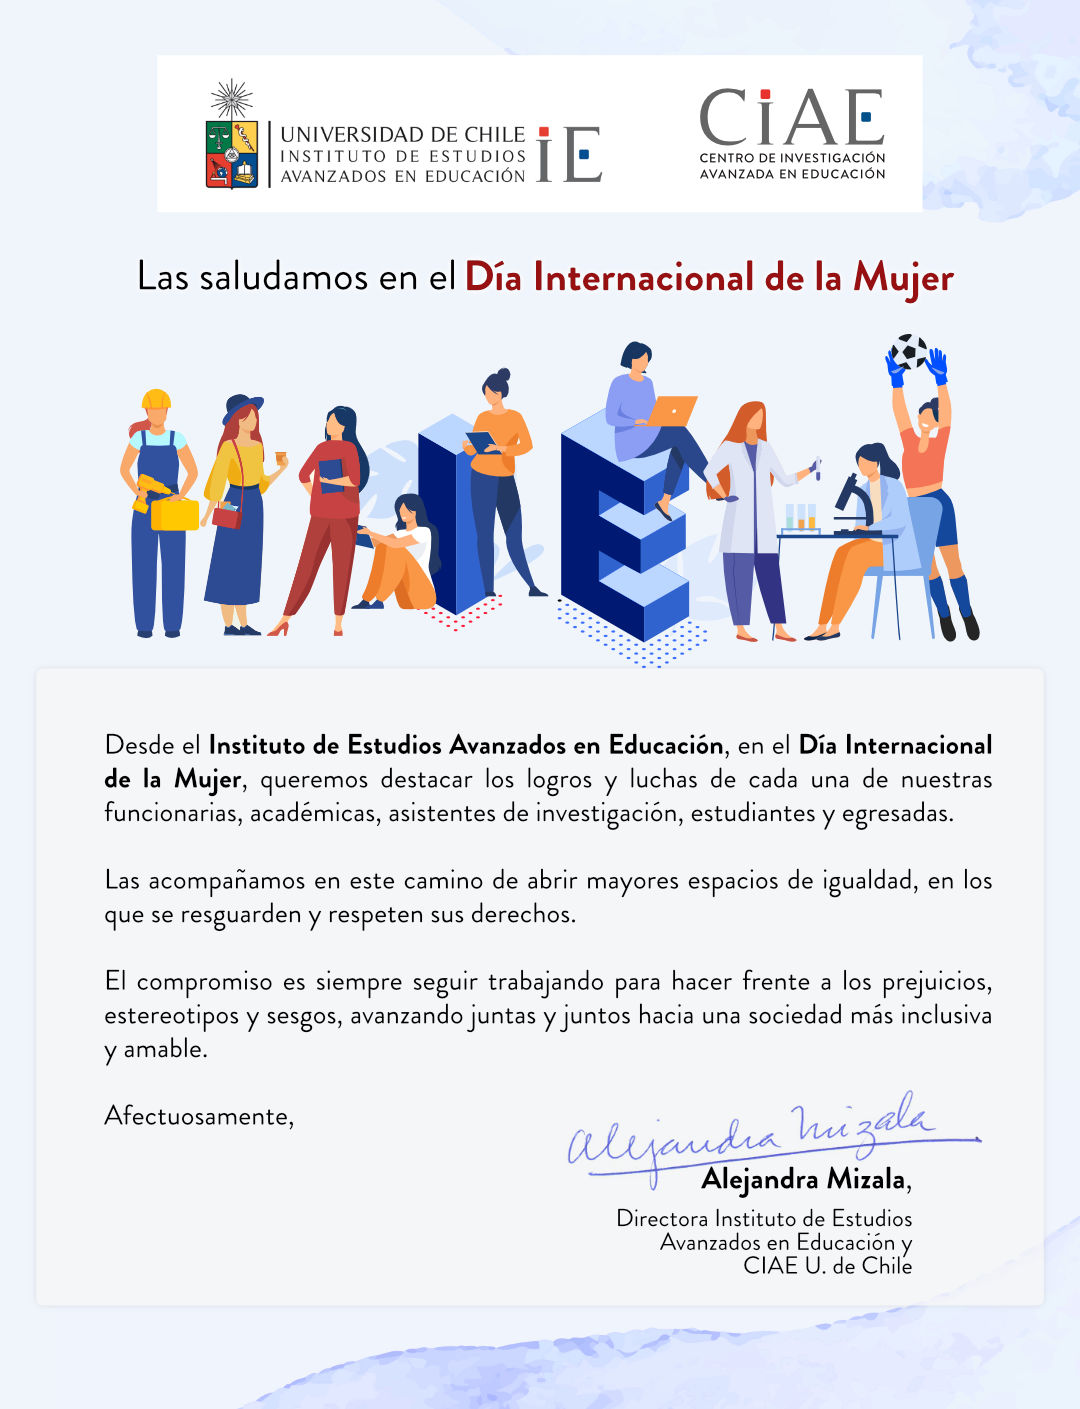 UNIVERSIDAD DE CHILE
INSTITUTO DE ESTUDIOS
AVANZADOS EN EDUCACIÓN
iE
CiAE
CENTRO DE INVESTIGACIÓN
AVANZADA EN EDUCACIÓN
Las saludamos en el Día Internacional de la Mujer
IE
Desde el Instituto de Estudios Avanzados en Educación, en el Día Internacional
de la Mujer, queremos destacar los logros y luchas de cada una de nuestras
funcionarias, académicas, asistentes de investigación, estudiantes y egresadas.
Las acompañamos en este camino de abrir mayores espacios de igualdad, en los
que se resguarden y respeten sus derechos.
El compromiso es siempre seguir trabajando para hacer frente a los prejuicios,
estereotipos y sesgos, avanzando juntas y juntos hacia una sociedad más inclusiva
y amable.
Afectuosamente,
Alejandra Mizala
Alejandra Mizala,
Directora Instituto de Estudios
Avanzados en Educación y
CIAE U. de Chile